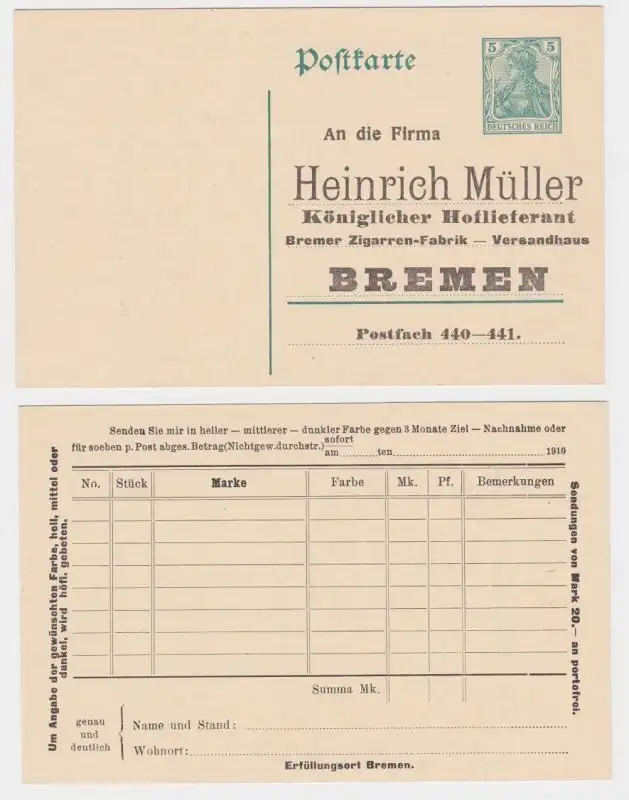 Postkarte
5 5
DEUTSCHES REICH
An die Firma
Heinrich Müller
Königlicher Hoflieferant
Bremer Zigarren-Fabrik — Versandhaus
BREMEN
Postfach 440—441.
Senden Sie mir in heller — mittlerer — dunkler Farbe gegen 3 Monate Ziel — Nachnahme oder
für soeben p. Post abges. Betrag (Nichtgew. durchstr.) sofort
am ten 1910
No. Stück Marke Farbe Mk. Pf. Bemerkungen
Summa Mk.
genau
und
deutlich
Name und Stand:
Wohnort:
Erfüllungsort Bremen.
Um Angabe der gewünschten Farbe, hell, mittel oder
dunkel, wird höfl. gebeten.
Sendungen von Mark 20.— an portofrei.